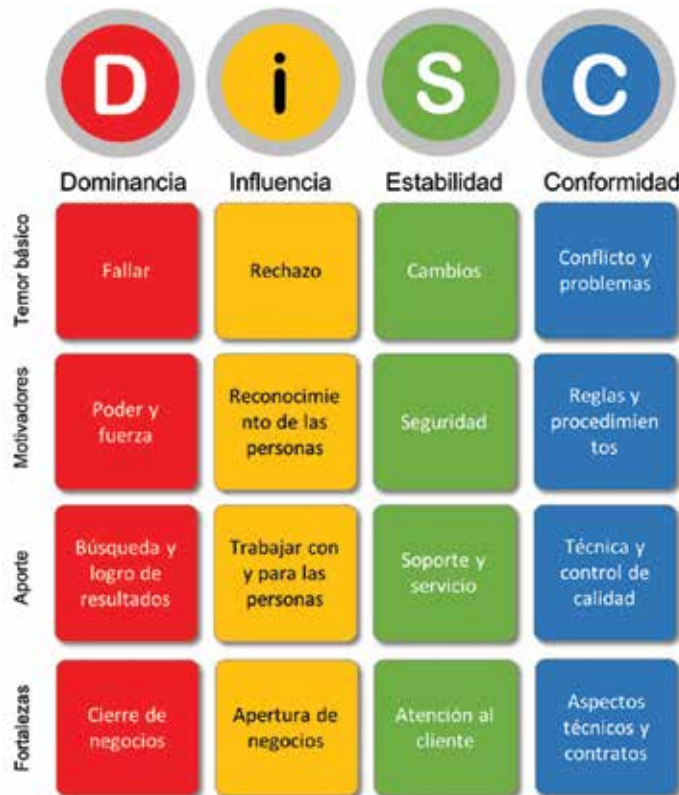 D i S C
Dominancia Influencia Estabilidad Conformidad
Temor básico
Fallar
Rechazo
Cambios
Conflicto y
problemas
Motivadores
Poder y
fuerza
Reconocimie
nto de las
personas
Seguridad
Reglas y
procedimien
tos
Aporte
Búsqueda y
logro de
resultados
Trabajar con
y para las
personas
Soporte y
servicio
Técnica y
control de
calidad
Fortalezas
Cierre de
negocios
Apertura de
negocios
Atención al
cliente
Aspectos
técnicos y
contratos